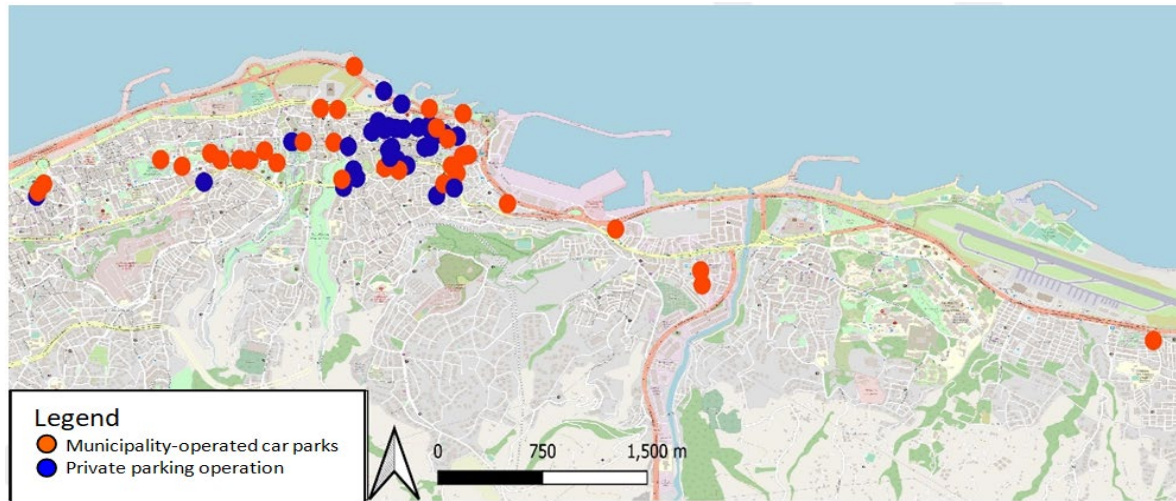 Legend
Municipality-operated car parks
Private parking operation
0 750 1,500 m